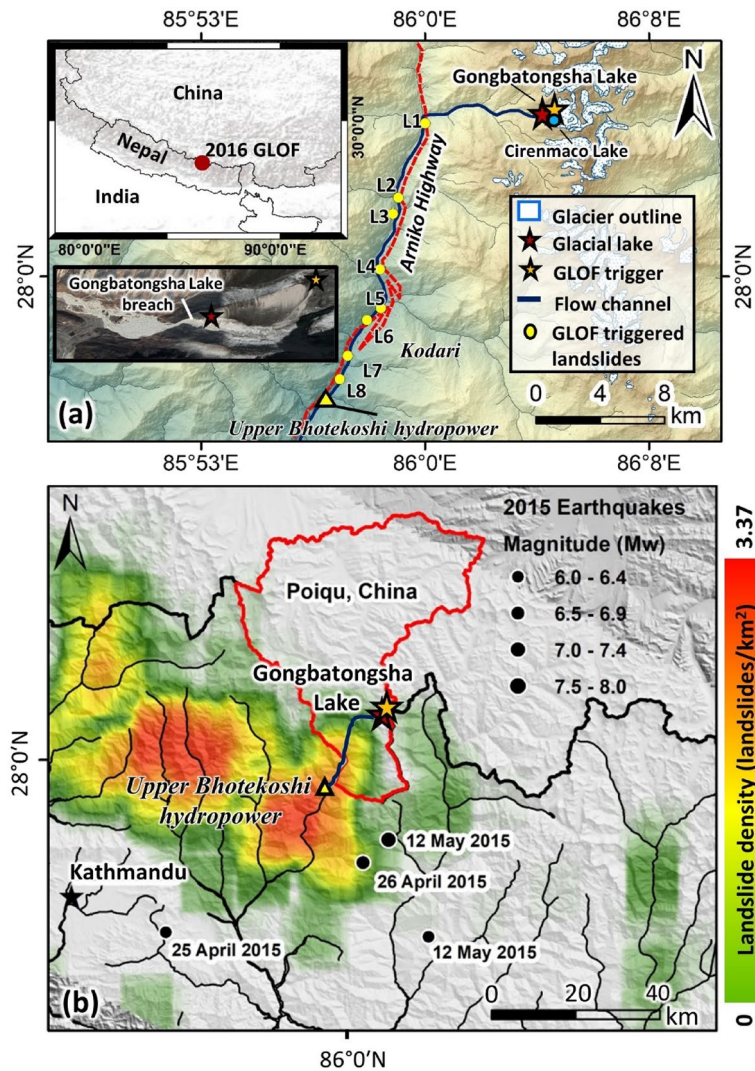 85°53'E
86°0'E
86°8'E
China
Nepal
2016 GLOF
India
80°0'0"E
90°0'0"E
30°0'0"N
Gongbatongsha Lake
breach
Gongbatongsha Lake
Cirenmaco Lake
N
L1
L2
L3
L4
L5
L6
L7
L8
Arniko Highway
Kodari
Upper Bhotekoshi hydropower
Glacier outline
Glacial lake
GLOF trigger
Flow channel
GLOF triggered
landslides
0 4 8
km
28°0'N
(a)
85°53'E
86°0'E
86°8'E
N
2015 Earthquakes
Magnitude (Mw)
6.0 - 6.4
6.5 - 6.9
7.0 - 7.4
7.5 - 8.0
Poiqu, China
Gongbatongsha
Lake
28°0'N
Upper Bhotekoshi
hydropower
12 May 2015
26 April 2015
Kathmandu
25 April 2015
12 May 2015
(b)
0 20 40
km
86°0'N
3.37
Landslide density (landslides/km²)
0